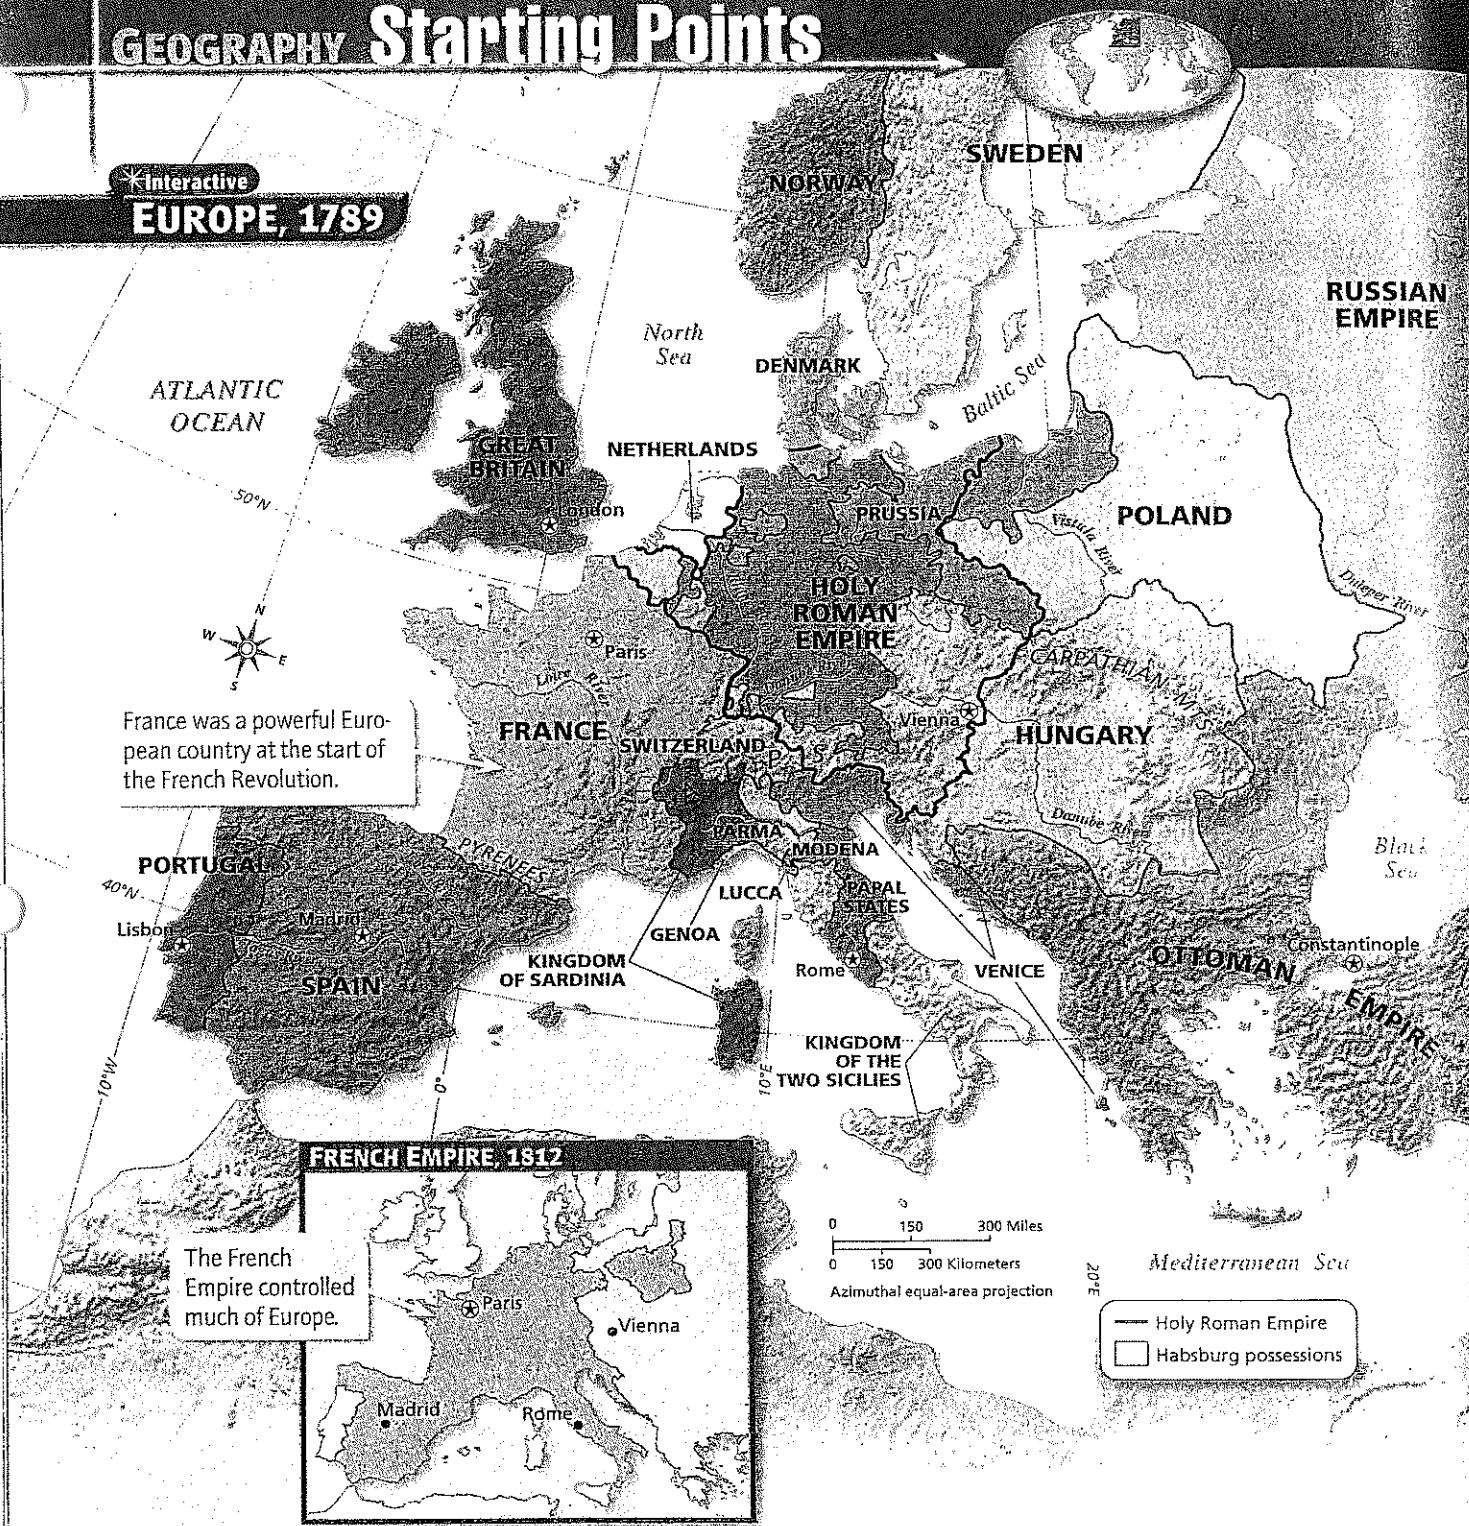 GEOGRAPHY Starting Points
Interactive
EUROPE, 1789
NORWAY
SWEDEN
RUSSIAN
EMPIRE
North
Sea
DENMARK
Baltic Sea
ATLANTIC
OCEAN
GREAT
BRITAIN
NETHERLANDS
London
50°N
PRUSSIA
POLAND
Vistula River
Dnieper River
HOLY
ROMAN
EMPIRE
N
W
E
S
Paris
Loire River
CARPATHIAN MTS.
France was a powerful Euro-
pean country at the start of
the French Revolution.
FRANCE
SWITZERLAND
Vienna
HUNGARY
A L P S
Danube River
PARMA
MODENA
PYRENEES
PORTUGAL
40°N
Black
Sea
LUCCA
PAPAL
STATES
Lisbon
Madrid
GENOA
KINGDOM
OF SARDINIA
Rome
VENICE
OTTOMAN
EMPIRE
Constantinople
SPAIN
KINGDOM
OF THE
TWO SICILIES
10°W
0°
10°E
20°E
FRENCH EMPIRE, 1812
The French
Empire controlled
much of Europe.
Paris
Vienna
Madrid
Rome
0 150 300 Miles
0 150 300 Kilometers
Azimuthal equal-area projection
Mediterranean Sea
Holy Roman Empire
Habsburg possessions